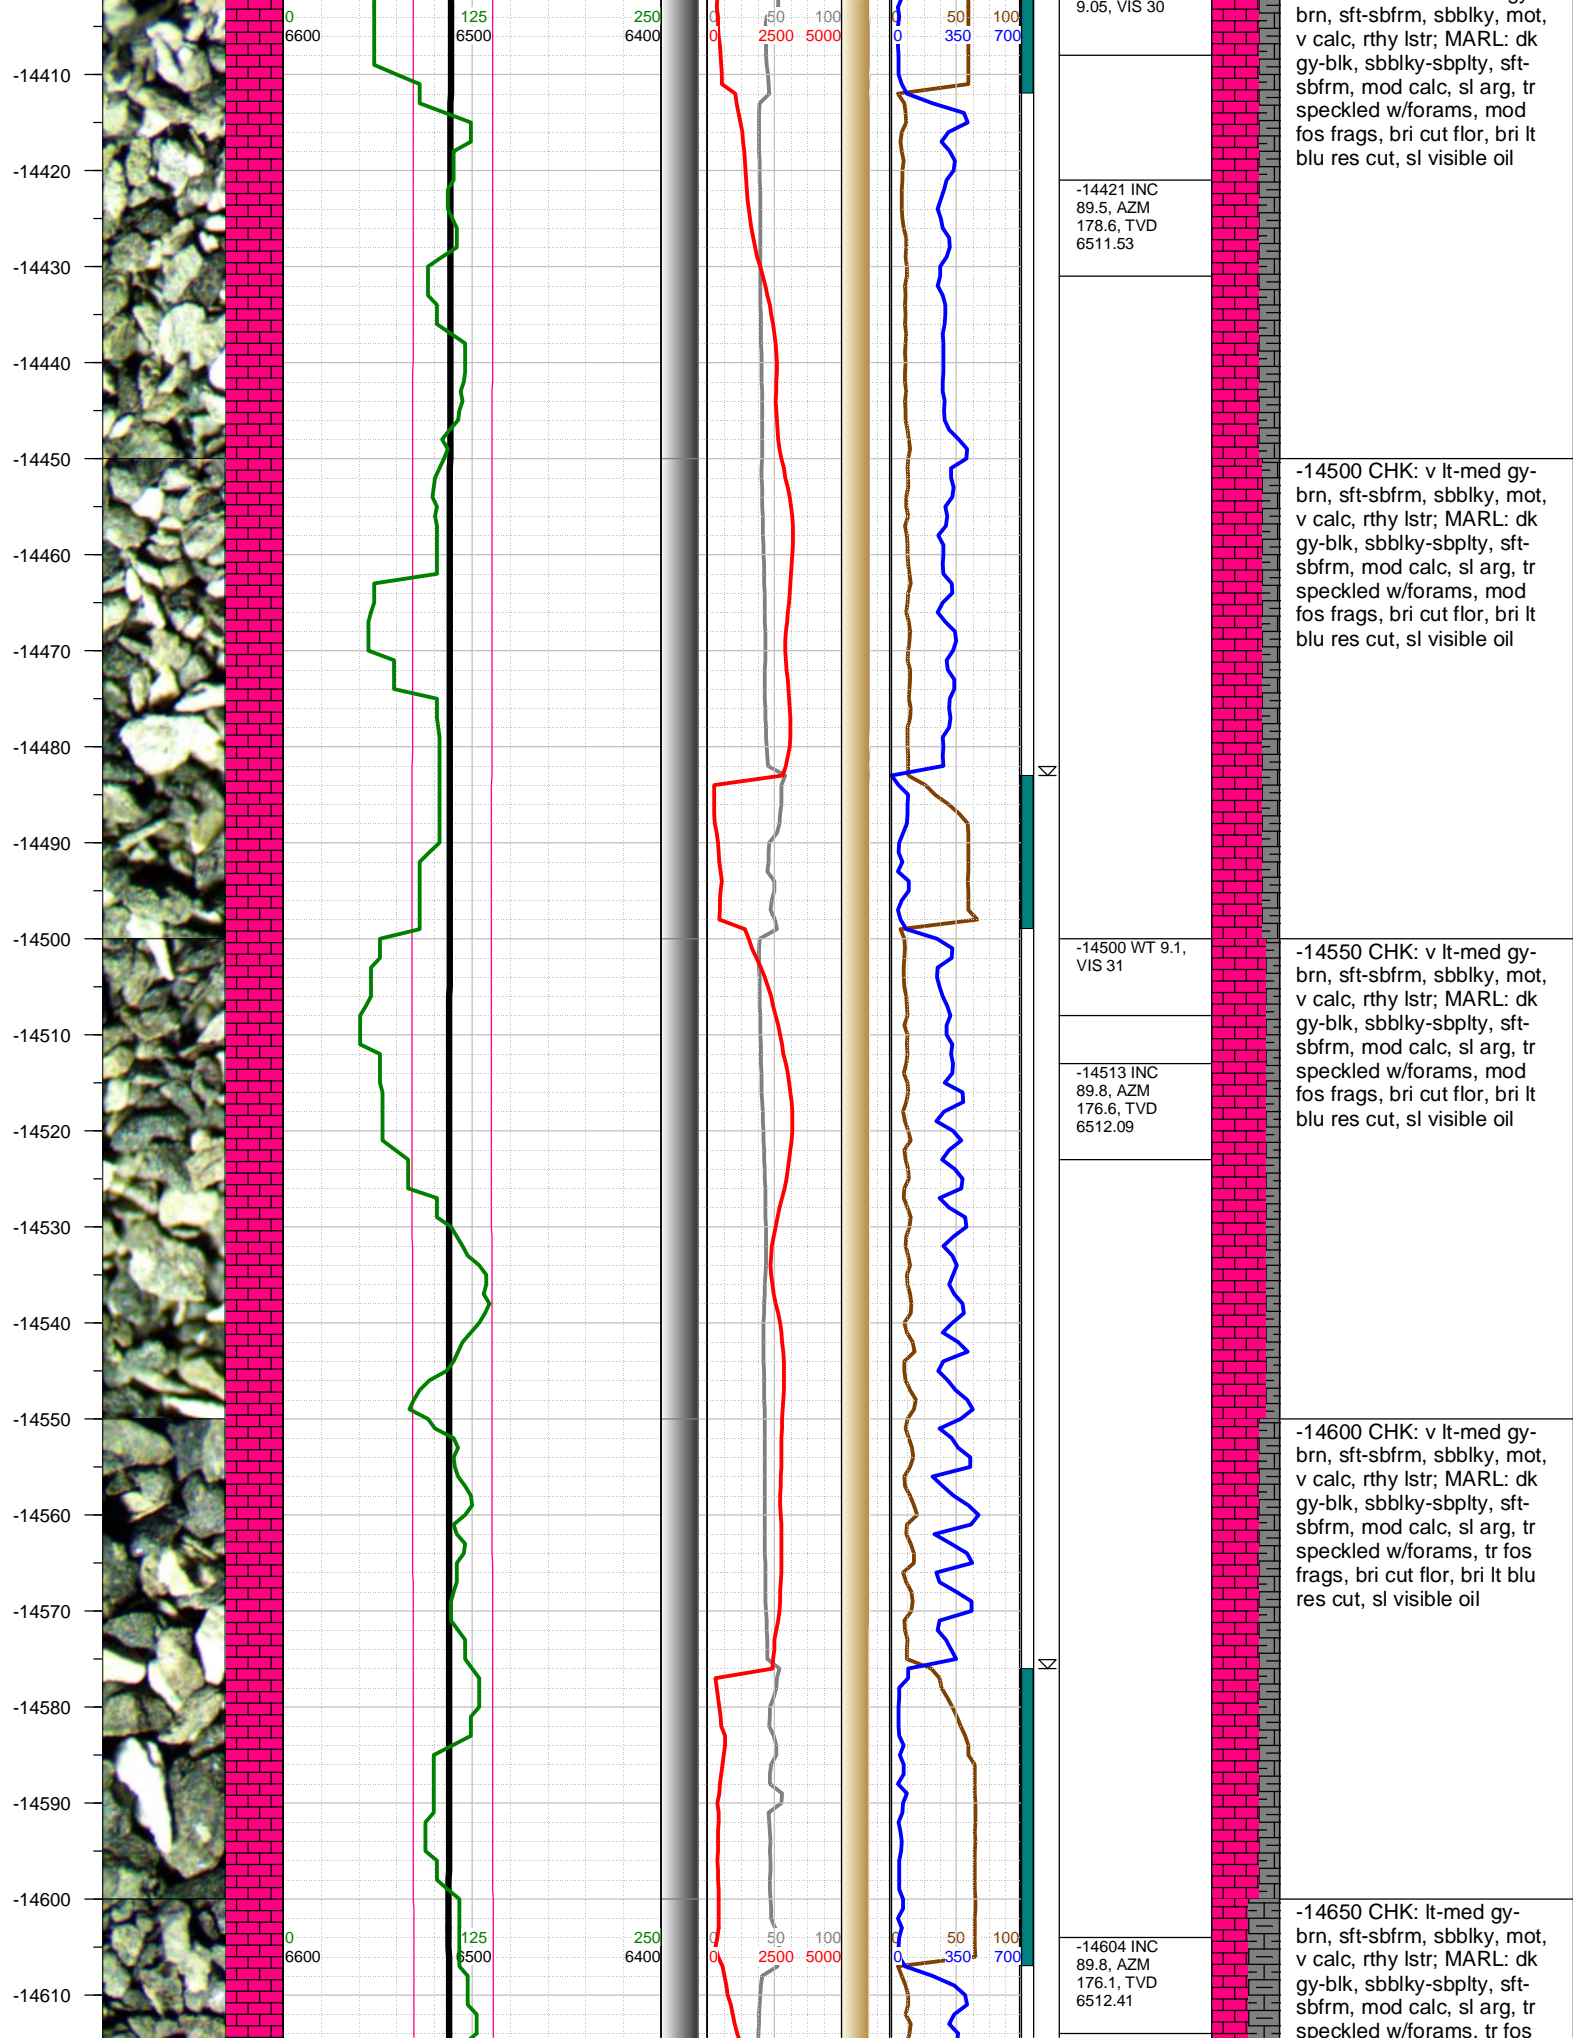 0 125 250
6600 6500 6400
0 50 100
0 2500 5000
0 50 100
0 350 700
9.05, VIS 30
brn, sft-sbfrm, sbblky, mot,
v calc, rthy lstr; MARL: dk
gy-blk, sbblky-sbplty, sft-
sbfrm, mod calc, sl arg, tr
speckled w/forams, mod
fos frags, bri cut flor, bri lt
blu res cut, sl visible oil
-14410
-14420
-14421 INC
89.5, AZM
178.6, TVD
6511.53
-14430
-14440
-14450
-14500 CHK: v lt-med gy-
brn, sft-sbfrm, sbblky, mot,
v calc, rthy lstr; MARL: dk
gy-blk, sbblky-sbplty, sft-
sbfrm, mod calc, sl arg, tr
speckled w/forams, mod
fos frags, bri cut flor, bri lt
blu res cut, sl visible oil
-14460
-14470
-14480
-14490
-14500
-14500 WT 9.1,
VIS 31
-14550 CHK: v lt-med gy-
brn, sft-sbfrm, sbblky, mot,
v calc, rthy lstr; MARL: dk
gy-blk, sbblky-sbplty, sft-
sbfrm, mod calc, sl arg, tr
speckled w/forams, mod
fos frags, bri cut flor, bri lt
blu res cut, sl visible oil
-14510
-14513 INC
89.8, AZM
176.6, TVD
6512.09
-14520
-14530
-14540
-14550
-14600 CHK: v lt-med gy-
brn, sft-sbfrm, sbblky, mot,
v calc, rthy lstr; MARL: dk
gy-blk, sbblky-sbplty, sft-
sbfrm, mod calc, sl arg, tr
speckled w/forams, tr fos
frags, bri cut flor, bri lt blu
res cut, sl visible oil
-14560
-14570
-14580
-14590
-14600
-14650 CHK: lt-med gy-
brn, sft-sbfrm, sbblky, mot,
v calc, rthy lstr; MARL: dk
gy-blk, sbblky-sbplty, sft-
sbfrm, mod calc, sl arg, tr
speckled w/forams, tr fos
0 125 250
6600 6500 6400
0 50 100
0 2500 5000
0 50 100
0 350 700
-14604 INC
89.8, AZM
176.1, TVD
6512.41
-14610